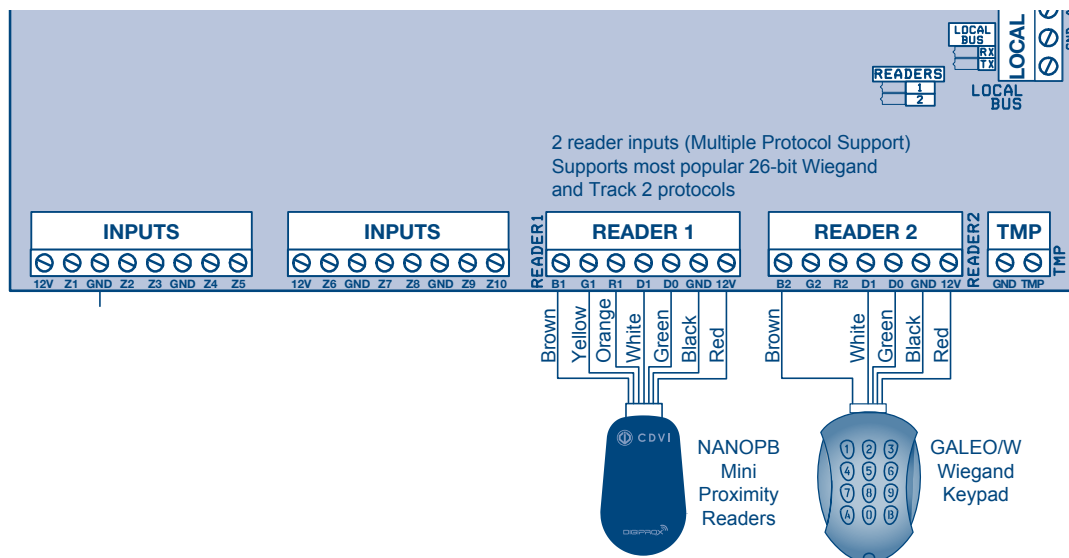 LOCAL
BUS
RX
TX
LOCAL
GND
LOCAL
BUS
READERS
1
2
2 reader inputs (Multiple Protocol Support)
Supports most popular 26-bit Wiegand
and Track 2 protocols
INPUTS
12V Z1 GND Z2 Z3 GND Z4 Z5
INPUTS
12V Z6 GND Z7 Z8 GND Z9 Z10
READER1
READER 1
B1 G1 R1 D1 D0 GND 12V
READER 2
B2 G2 R2 D1 D0 GND 12V
READER2
TMP
GND TMP
TMP
Brown
Yellow
Orange
White
Green
Black
Red
Brown
White
Green
Black
Red
CDVI
DIGIPROX
NANOPB
Mini
Proximity
Readers
1 2 3
4 5 6
7 8 9
A 0 B
GALEO/W
Wiegand
Keypad